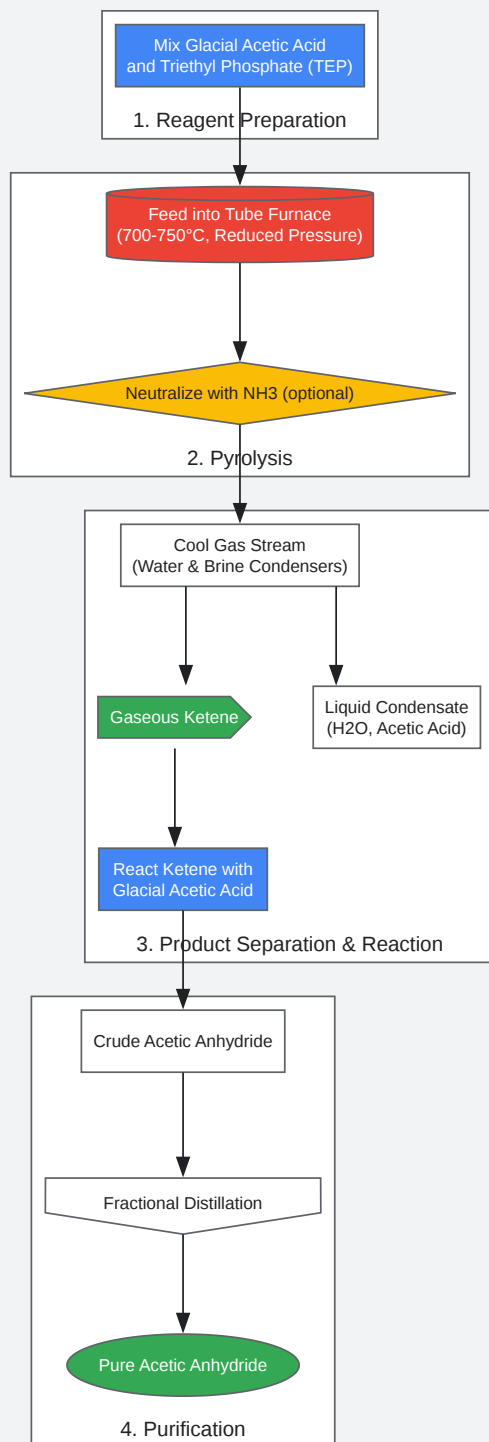 Mix Glacial Acetic Acid
and Triethyl Phosphate (TEP)
1. Reagent Preparation
Feed into Tube Furnace
(700-750°C, Reduced Pressure)
Neutralize with NH3 (optional)
2. Pyrolysis
Cool Gas Stream
(Water & Brine Condensers)
Gaseous Ketene
Liquid Condensate
(H2O, Acetic Acid)
React Ketene with
Glacial Acetic Acid
3. Product Separation & Reaction
Crude Acetic Anhydride
Fractional Distillation
Pure Acetic Anhydride
4. Purification